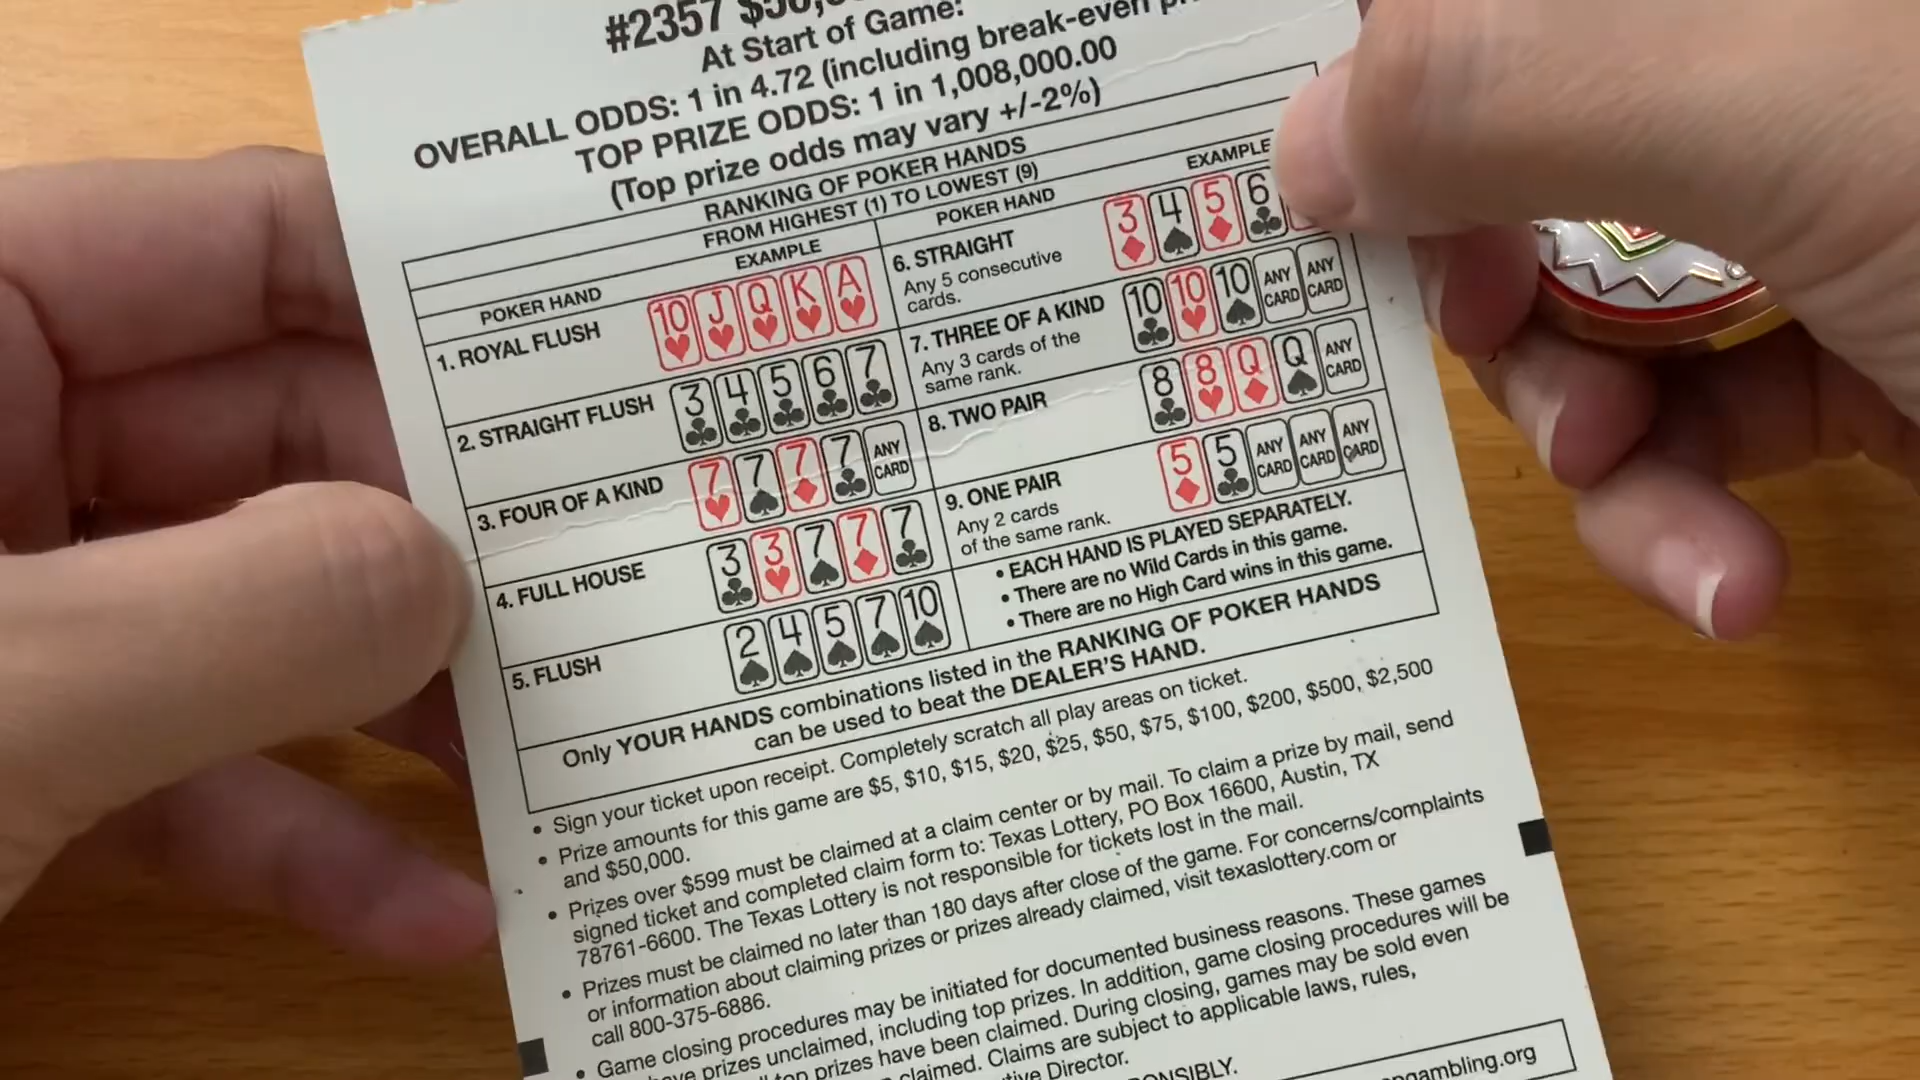 #2357 $50,
At Start of Game:
OVERALL ODDS: 1 in 4.72 (including break-even
TOP PRIZE ODDS: 1 in 1,008,000.00
(Top prize odds may vary +/-2%)
RANKING OF POKER HANDS
FROM HIGHEST (1) TO LOWEST (9)
POKER HAND EXAMPLE
1. ROYAL FLUSH 10 J Q K A
2. STRAIGHT FLUSH 3 4 5 6 7
3. FOUR OF A KIND 7 7 7 7 ANY CARD
4. FULL HOUSE 3 3 7 7 7
5. FLUSH 2 4 5 7 10
POKER HAND EXAMPLE
6. STRAIGHT 3 4 5 6
Any 5 consecutive
cards.
7. THREE OF A KIND 10 10 10 ANY CARD ANY CARD
Any 3 cards of the
same rank.
8. TWO PAIR 8 8 Q Q ANY CARD
9. ONE PAIR 5 5 ANY CARD ANY CARD ANY CARD
Any 2 cards
of the same rank.
• EACH HAND IS PLAYED SEPARATELY.
• There are no Wild Cards in this game.
• There are no High Card wins in this game.
Only YOUR HANDS combinations listed in the RANKING OF POKER HANDS
can be used to beat the DEALER'S HAND.
• Sign your ticket upon receipt. Completely scratch all play areas on ticket.
• Prize amounts for this game are $5, $10, $15, $20, $25, $50, $75, $100, $200, $500, $2,500
and $50,000.
• Prizes over $599 must be claimed at a claim center or by mail. To claim a prize by mail, send
signed ticket and completed claim form to: Texas Lottery, PO Box 16600, Austin, TX
78761-6600. The Texas Lottery is not responsible for tickets lost in the mail.
• Prizes must be claimed no later than 180 days after close of the game. For concerns/complaints
or information about claiming prizes or prizes already claimed, visit texaslottery.com or
call 800-375-6886.
• Game closing procedures may be initiated for documented business reasons. These games
prizes unclaimed, including top prizes. In addition, game closing procedures will be
top prizes have been claimed. During closing, games may be sold even
claimed. Claims are subject to applicable laws, rules,
Director.